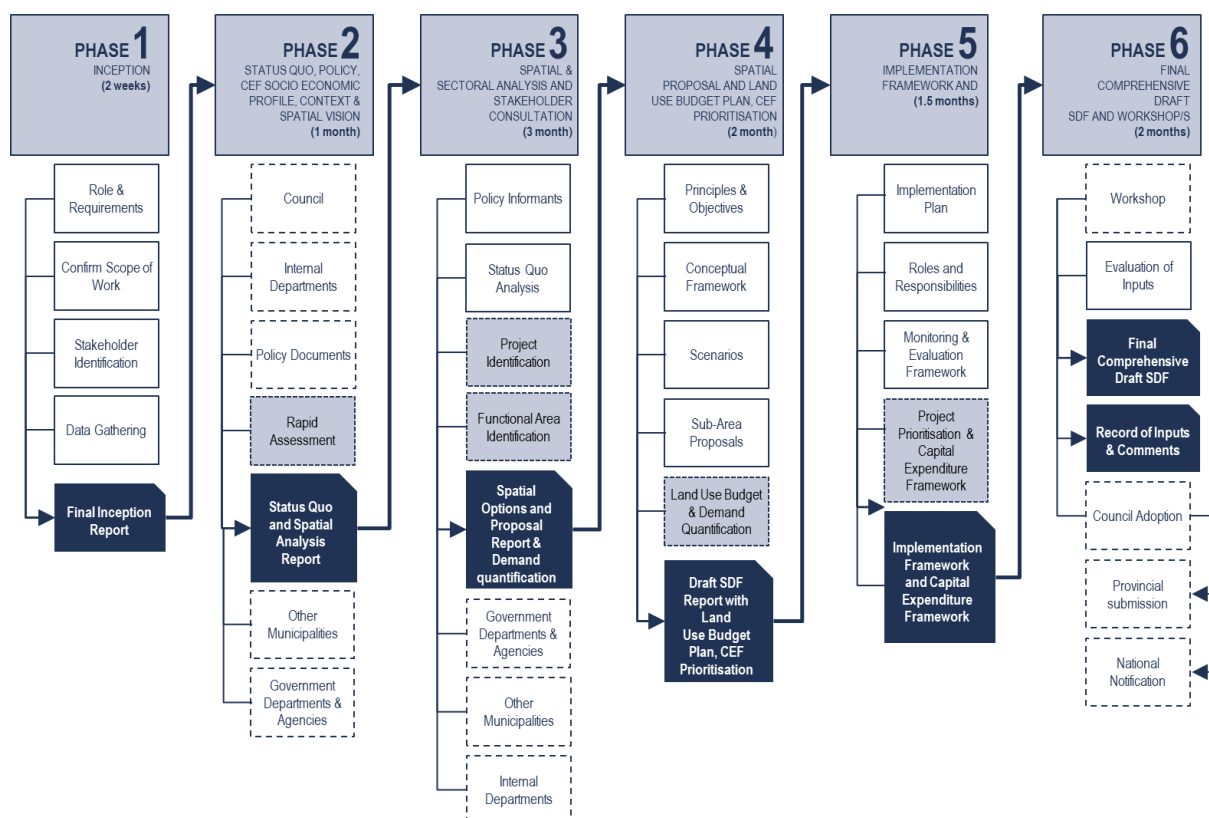 PHASE 1
INCEPTION
(2 weeks)
Role &
Requirements
Confirm Scope of
Work
Stakeholder
Identification
Data Gathering
Final Inception
Report
PHASE 2
STATUS QUO, POLICY,
CEF SOCIO ECONOMIC
PROFILE, CONTEXT &
SPATIAL VISION
(1 month)
Council
Internal
Departments
Policy Documents
Rapid
Assessment
Status Quo
and Spatial
Analysis
Report
Other
Municipalities
Government
Departments &
Agencies
PHASE 3
SPATIAL &
SECTORAL ANALYSIS AND
STAKEHOLDER
CONSULTATION
(3 month)
Policy Informants
Status Quo
Analysis
Project
Identification
Functional Area
Identification
Spatial
Options and
Proposal
Report &
Demand
quantification
Government
Departments &
Agencies
Other
Municipalities
Internal
Departments
PHASE 4
SPATIAL
PROPOSAL AND LAND
USE BUDGET PLAN, CEF
PRIORITISATION
(2 month)
Principles &
Objectives
Conceptual
Framework
Scenarios
Sub-Area
Proposals
Land Use Budget
& Demand
Quantification
Draft SDF
Report with
Land
Use Budget
Plan, CEF
Prioritisation
PHASE 5
IMPLEMENTATION
FRAMEWORK AND
(1.5 months)
Implementation
Plan
Roles and
Responsibilities
Monitoring &
Evaluation
Framework
Project
Prioritisation &
Capital
Expenditure
Framework
Implementation
Framework
and Capital
Expenditure
Framework
PHASE 6
FINAL
COMPREHENSIVE
DRAFT
SDF AND WORKSHOP/S
(2 months)
Workshop
Evaluation of
Inputs
Final
Comprehensive
Draft SDF
Record of Inputs
& Comments
Council Adoption
Provincial
submission
National
Notification